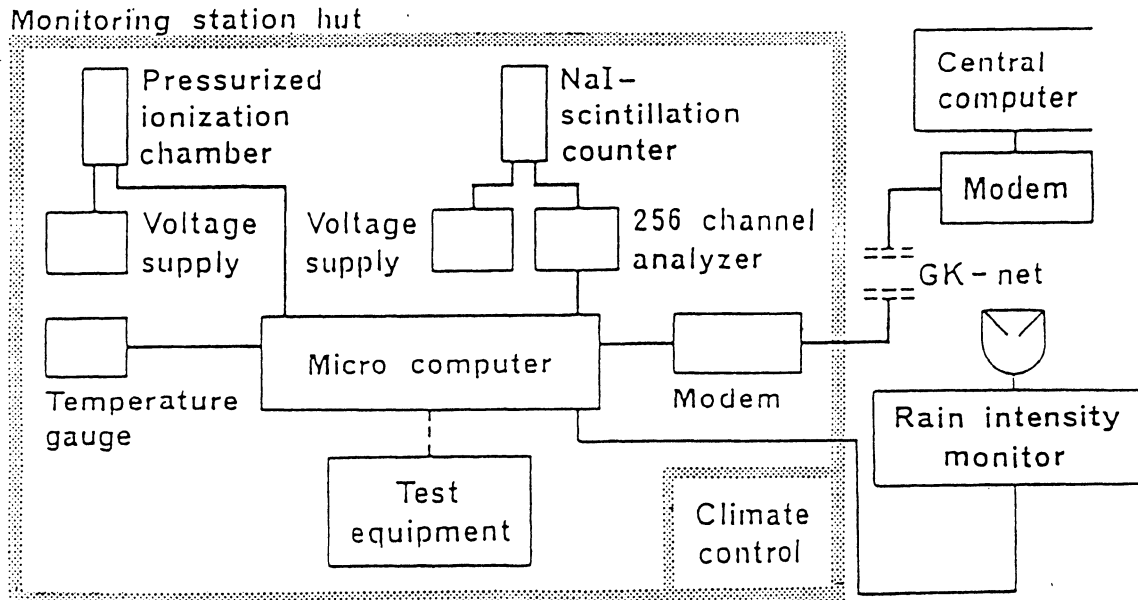 Monitoring station hut
Pressurized
ionization
chamber
NaI-
scintillation
counter
Central
computer
Modem
Voltage
supply
Voltage
supply
256 channel
analyzer
GK-net
Micro computer
Temperature
gauge
Modem
Rain intensity
monitor
Test
equipment
Climate
control